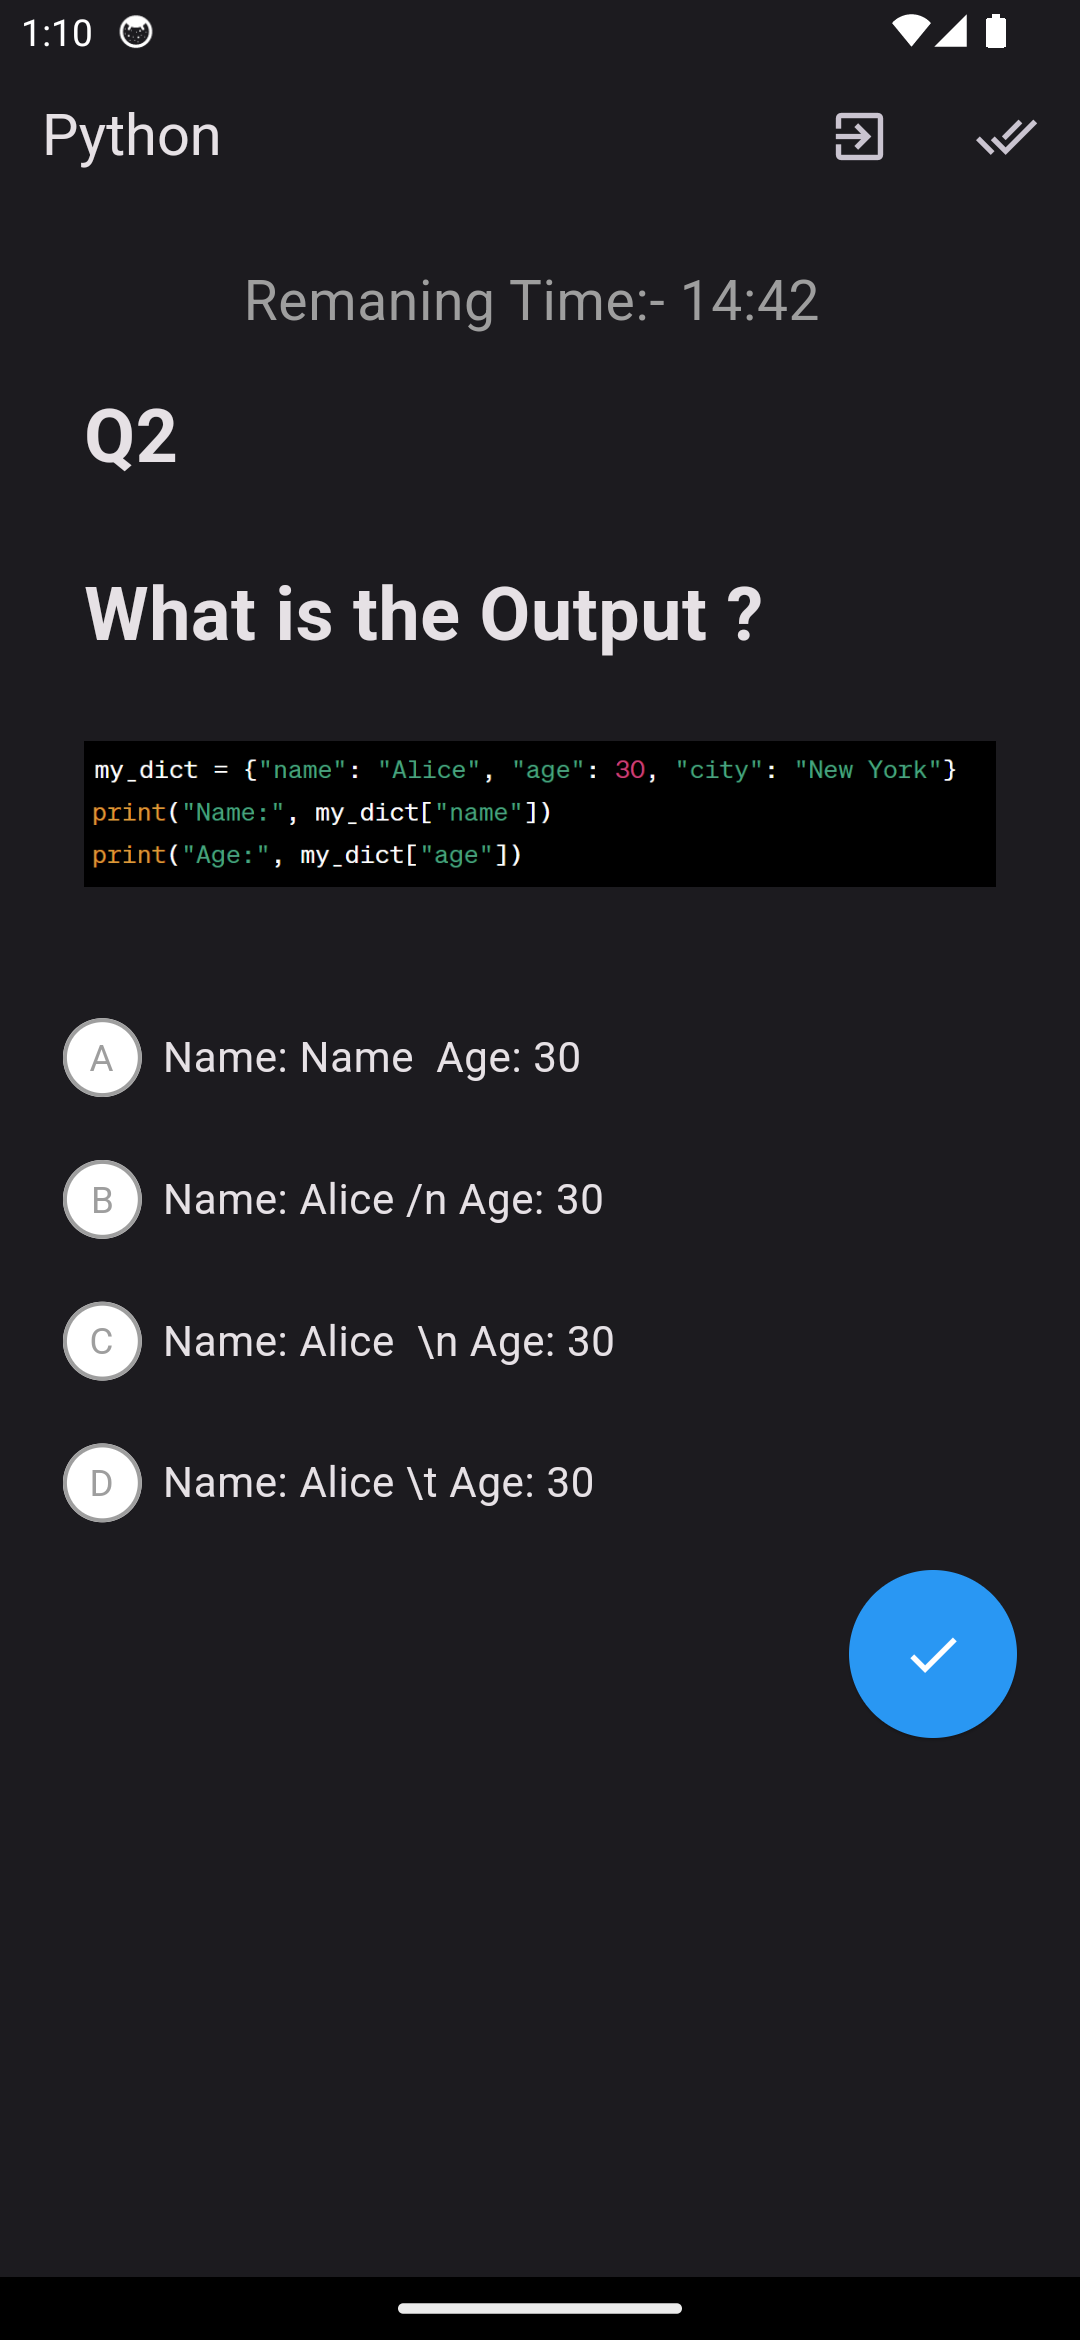 1:10
Python
Remaning Time:- 14:42
Q2
What is the Output ?
my_dict = {"name": "Alice", "age": 30, "city": "New York"}
print("Name:", my_dict["name"])
print("Age:", my_dict["age"])
A Name: Name  Age: 30
B Name: Alice /n Age: 30
C Name: Alice  \n Age: 30
D Name: Alice \t Age: 30